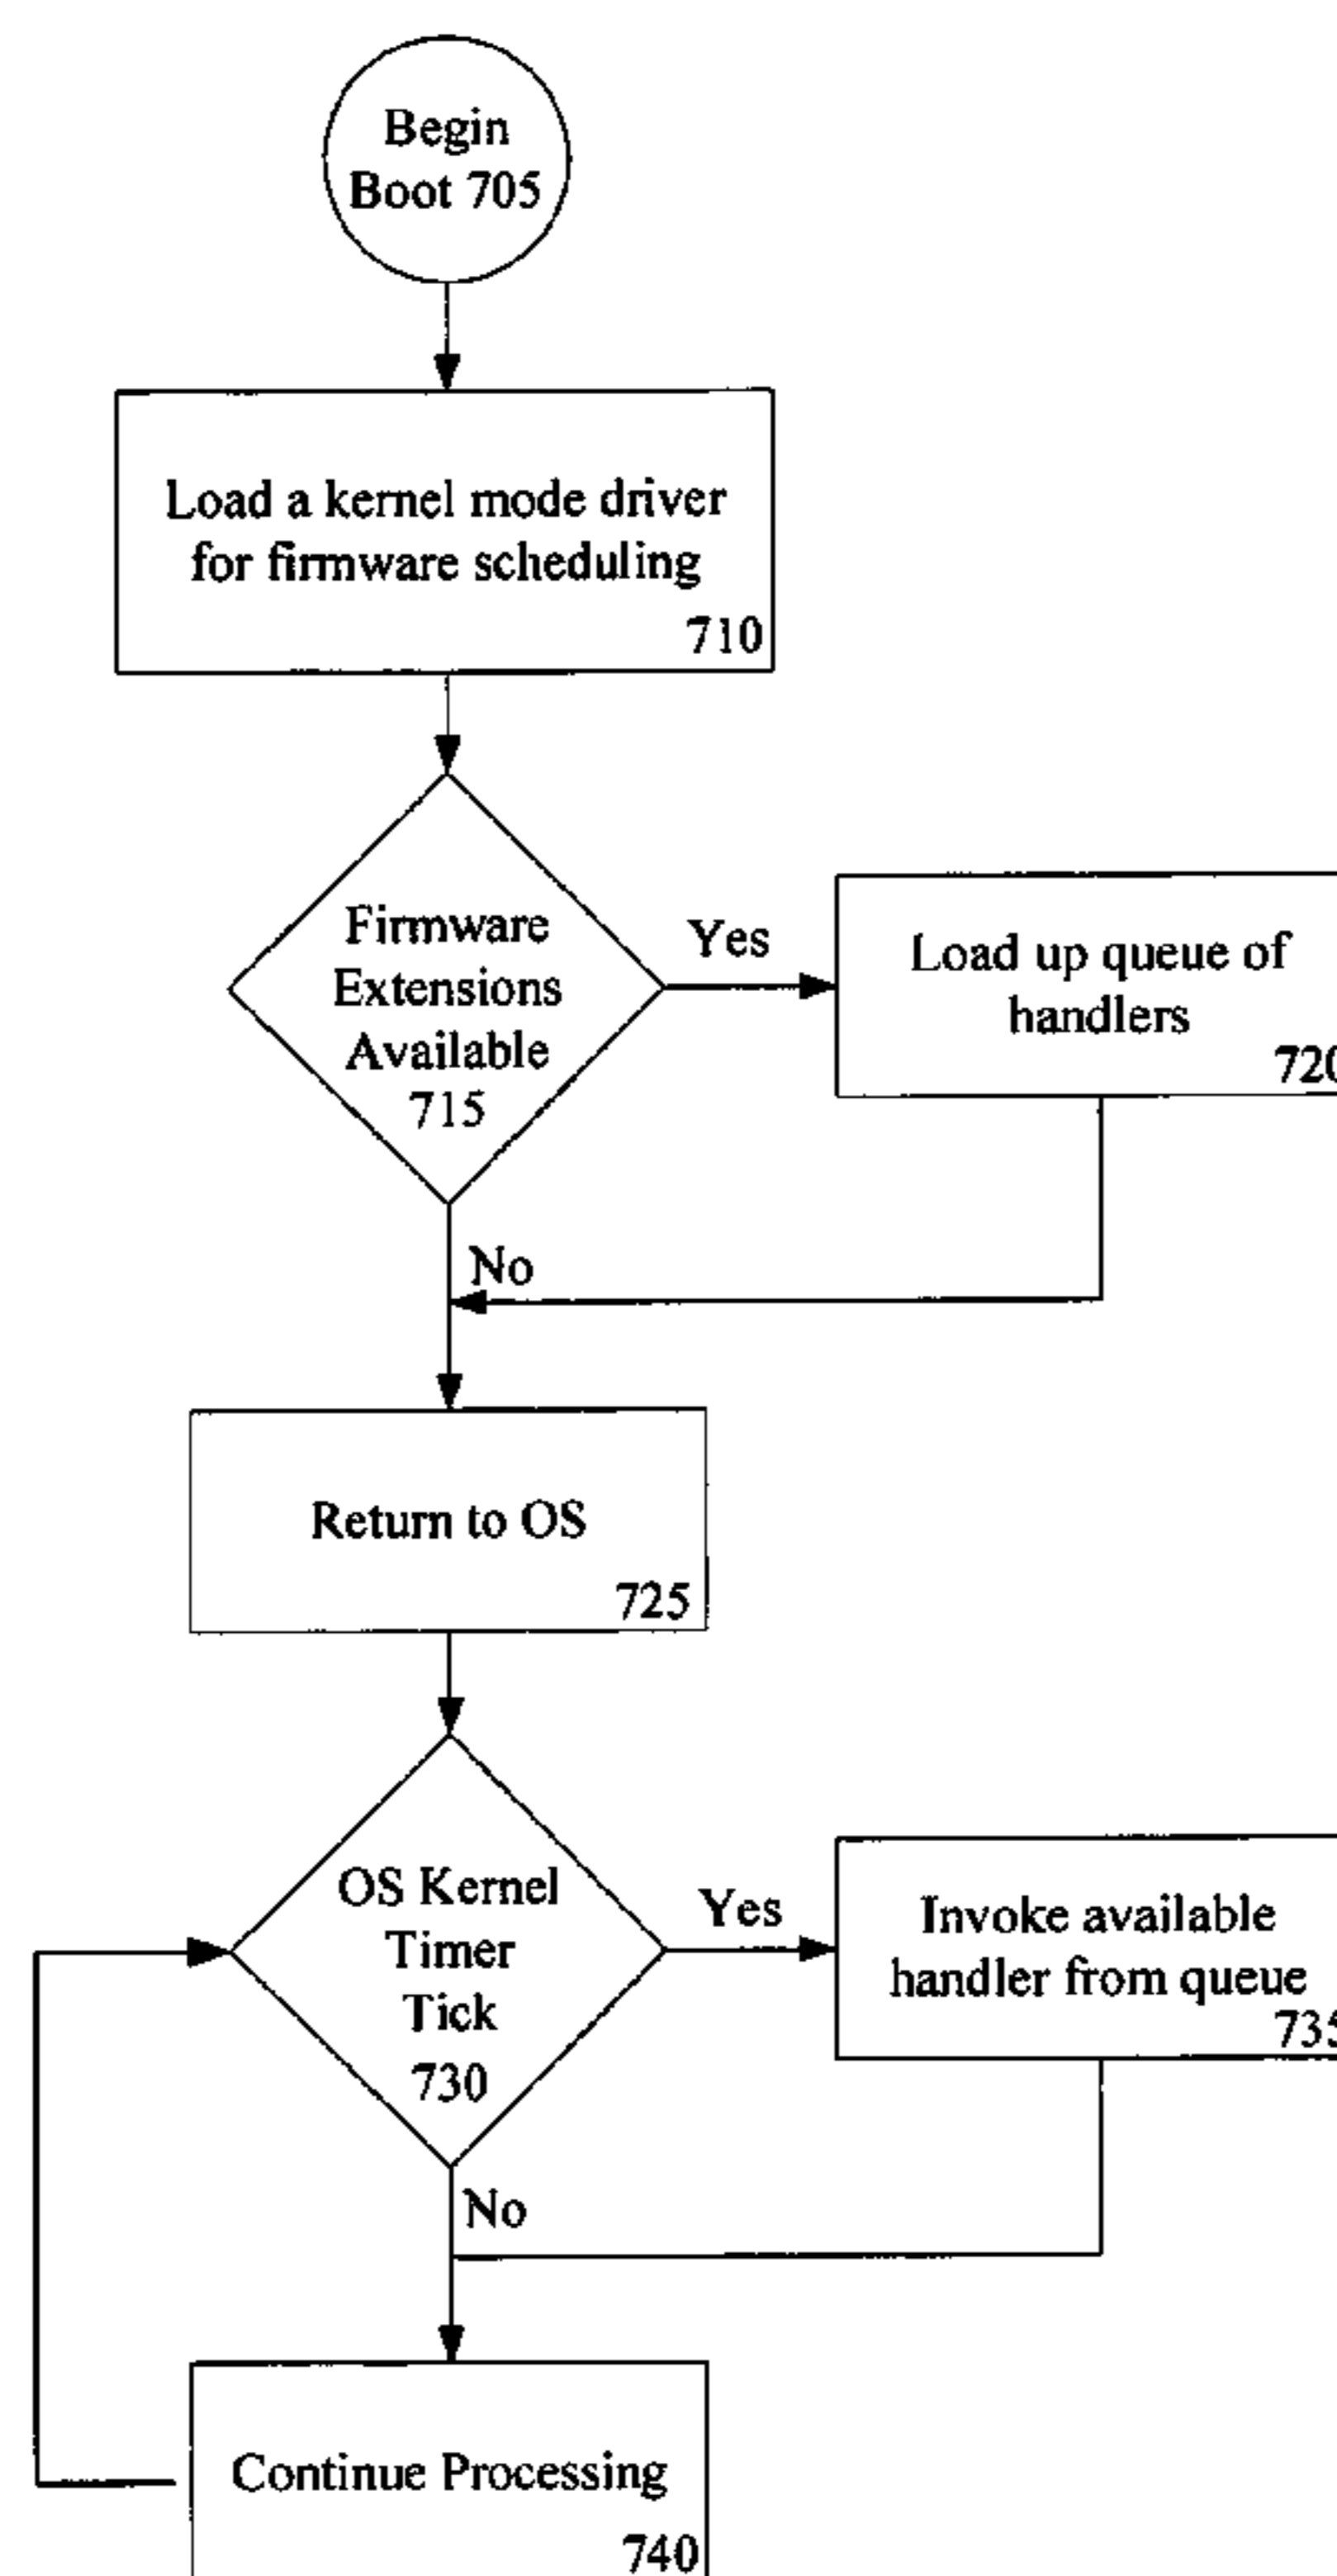 Begin
Boot 705
Load a kernel mode driver
for firmware scheduling
710
Firmware
Extensions
Available
715
Yes
Load up queue of
handlers
720
No
Return to OS
725
OS Kernel
Timer
Tick
730
Yes
Invoke available
handler from queue
735
No
Continue Processing
740